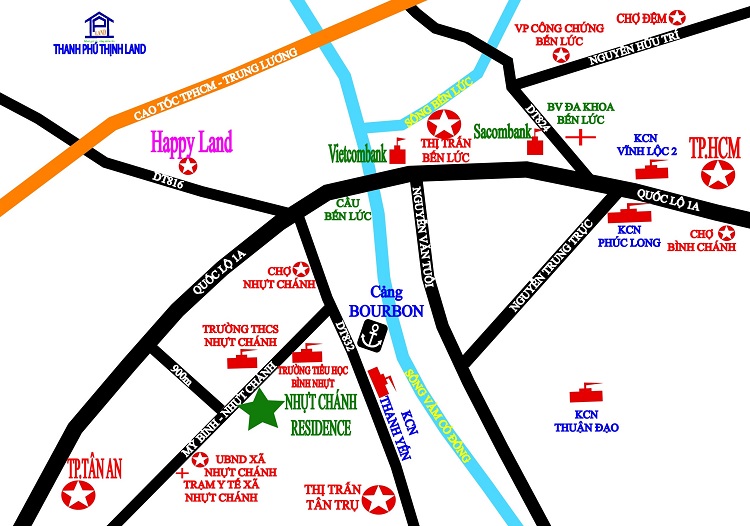 LAND
THANH PHÚ THỊNH LAND
CAO TỐC TPHCM - TRUNG LƯƠNG
VP CÔNG CHỨNG
BẾN LỨC
CHỢ ĐỆM
NGUYỄN HỮU TRÍ
SÔNG BẾN LỨC
DT824
BV ĐA KHOA
BẾN LỨC
Happy Land
Vietcombank
THỊ TRẤN
BẾN LỨC
Sacombank
KCN
VĨNH LỘC 2
TP.HCM
DT816
CẦU
BẾN LỨC
NGUYỄN VĂN TUÔI
QUỐC LỘ 1A
KCN
PHÚC LONG
CHỢ
BÌNH CHÁNH
QUỐC LỘ 1A
NGUYỄN TRUNG TRỰC
CHỢ
NHỰT CHÁNH
Cảng
BOURBON
TRƯỜNG THCS
NHỰT CHÁNH
DT832
TRƯỜNG TIỂU HỌC
BÌNH NHỰT
900m
MỸ BÌNH - NHỰT CHÁNH
NHỰT CHÁNH
RESIDENCE
KCN
THANH YẾN
SÔNG VÀM CỎ ĐÔNG
KCN
THUẬN ĐẠO
TP.TÂN AN
UBND XÃ
NHỰT CHÁNH
TRẠM Y TẾ XÃ
NHỰT CHÁNH
THỊ TRẤN
TÂN TRỤ